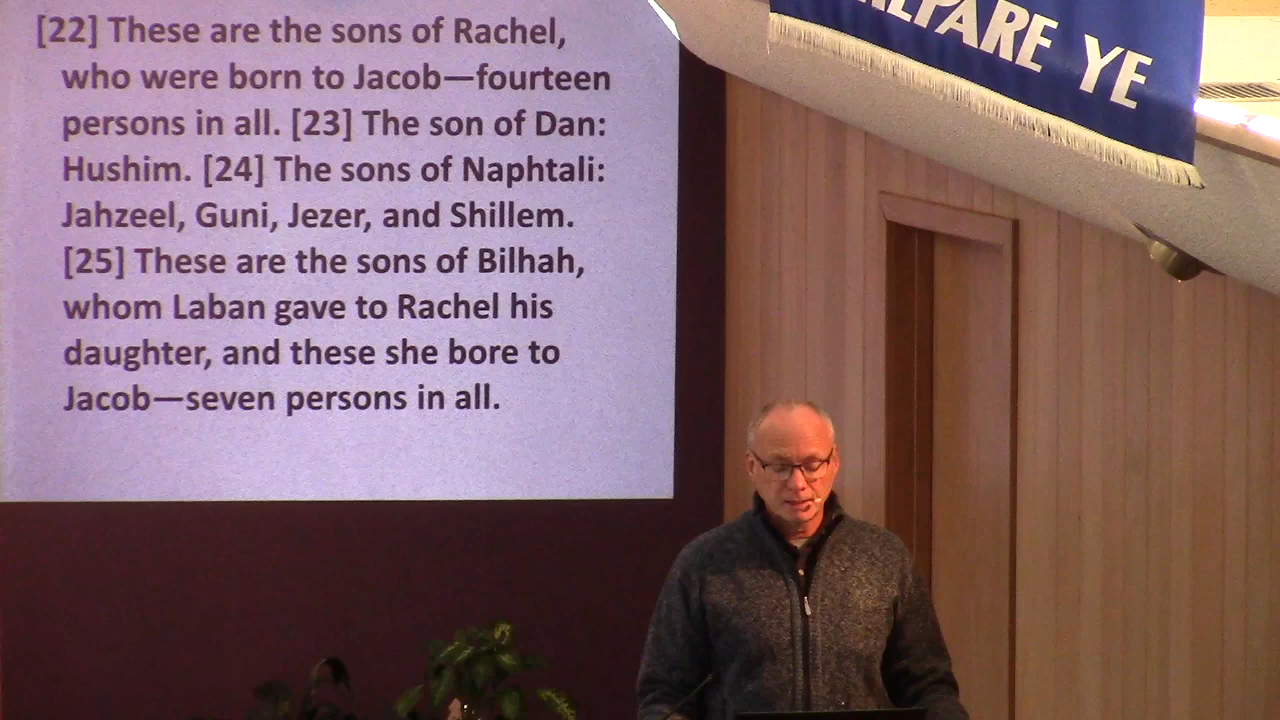 [22] These are the sons of Rachel,
who were born to Jacob—fourteen
persons in all. [23] The son of Dan:
Hushim. [24] The sons of Naphtali:
Jahzeel, Guni, Jezer, and Shillem.
[25] These are the sons of Bilhah,
whom Laban gave to Rachel his
daughter, and these she bore to
Jacob—seven persons in all.
YE